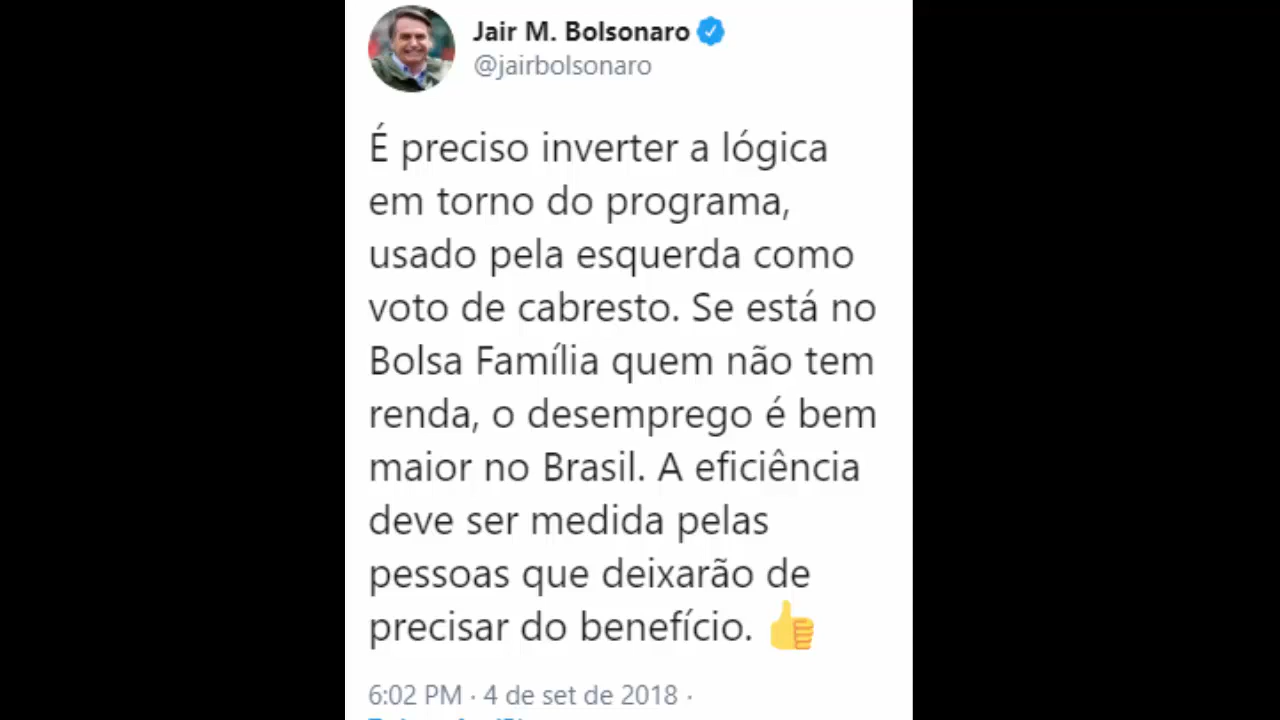 Jair M. Bolsonaro
@jairbolsonaro
É preciso inverter a lógica
em torno do programa,
usado pela esquerda como
voto de cabresto. Se está no
Bolsa Família quem não tem
renda, o desemprego é bem
maior no Brasil. A eficiência
deve ser medida pelas
pessoas que deixarão de
precisar do benefício. 👍
6:02 PM · 4 de set de 2018 ·